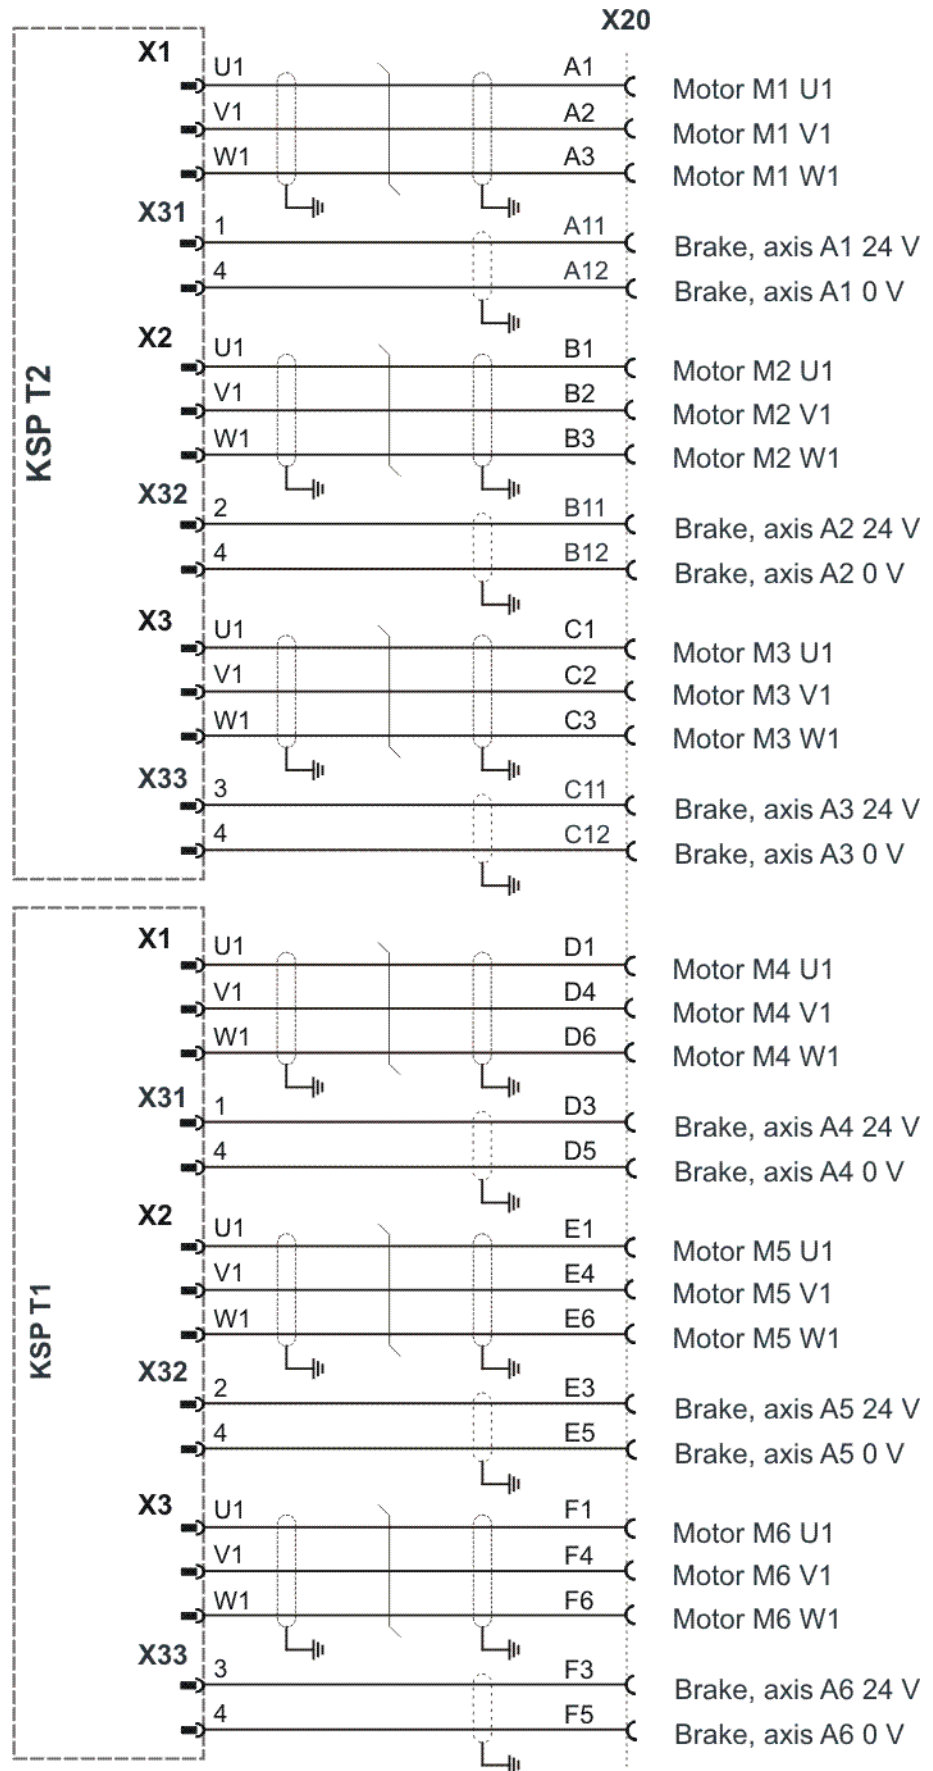 X20
X1
U1 A1 Motor M1 U1
V1 A2 Motor M1 V1
W1 A3 Motor M1 W1
X31
1 A11 Brake, axis A1 24 V
4 A12 Brake, axis A1 0 V
X2
U1 B1 Motor M2 U1
V1 B2 Motor M2 V1
W1 B3 Motor M2 W1
KSP T2
X32
2 B11 Brake, axis A2 24 V
4 B12 Brake, axis A2 0 V
X3
U1 C1 Motor M3 U1
V1 C2 Motor M3 V1
W1 C3 Motor M3 W1
X33
3 C11 Brake, axis A3 24 V
4 C12 Brake, axis A3 0 V
X1
U1 D1 Motor M4 U1
V1 D4 Motor M4 V1
W1 D6 Motor M4 W1
X31
1 D3 Brake, axis A4 24 V
4 D5 Brake, axis A4 0 V
X2
U1 E1 Motor M5 U1
V1 E4 Motor M5 V1
W1 E6 Motor M5 W1
KSP T1
X32
2 E3 Brake, axis A5 24 V
4 E5 Brake, axis A5 0 V
X3
U1 F1 Motor M6 U1
V1 F4 Motor M6 V1
W1 F6 Motor M6 W1
X33
3 F3 Brake, axis A6 24 V
4 F5 Brake, axis A6 0 V